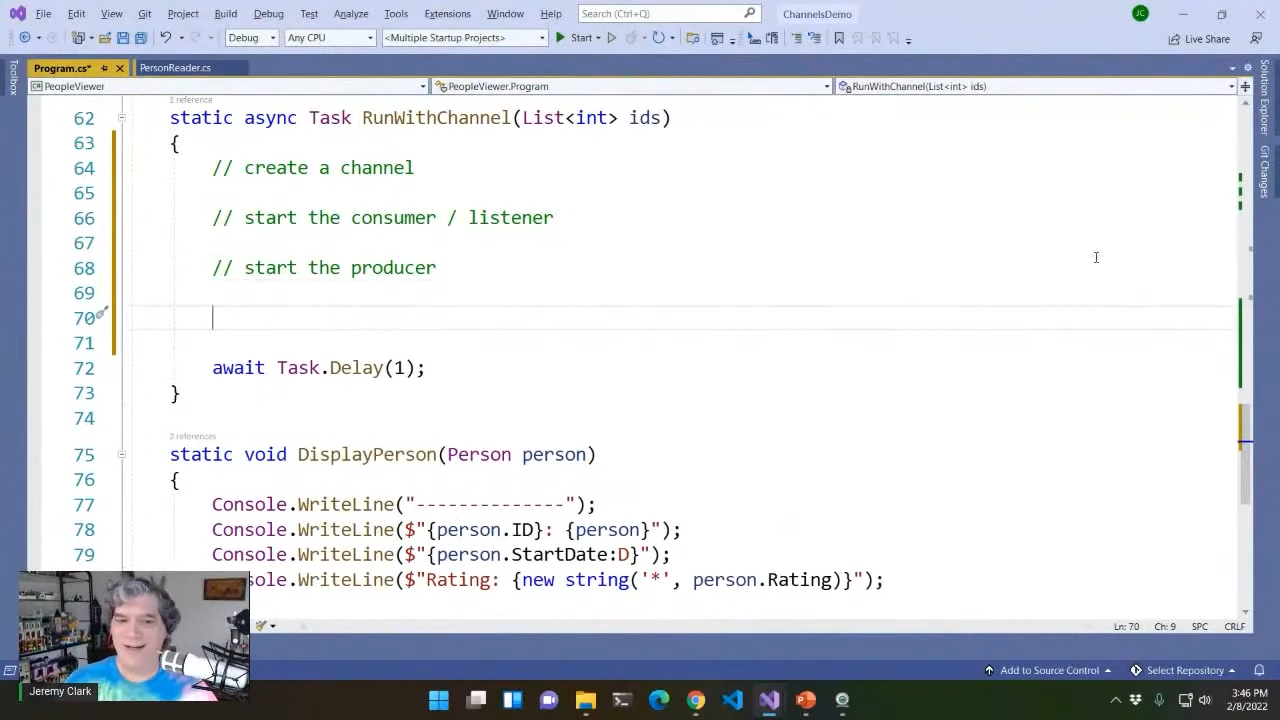 File Edit View Git Project Build Debug Test Analyze Tools Extensions Window Help Search (Ctrl+Q) ChannelsDemo JC
Debug Any CPU <Multiple Startup Projects> Start Live Share
Toolbox
Program.cs* PersonReader.cs
PeopleViewer PeopleViewer.Program RunWithChannel(List<int> ids)
Solution Explorer
Git Changes
1 reference
62 static async Task RunWithChannel(List<int> ids)
63 {
64 // create a channel
65
66 // start the consumer / listener
67
68 // start the producer
69
70
71
72 await Task.Delay(1);
73 }
74
2 references
75 static void DisplayPerson(Person person)
76 {
77 Console.WriteLine("--------------");
78 Console.WriteLine($"{person.ID}: {person}");
79 Console.WriteLine($"{person.StartDate:D}");
nsole.WriteLine($"Rating: {new string('*', person.Rating)}");
Ln: 70 Ch: 9 SPC CRLF
Add to Source Control Select Repository
Jeremy Clark
3:46 PM
2/8/2022